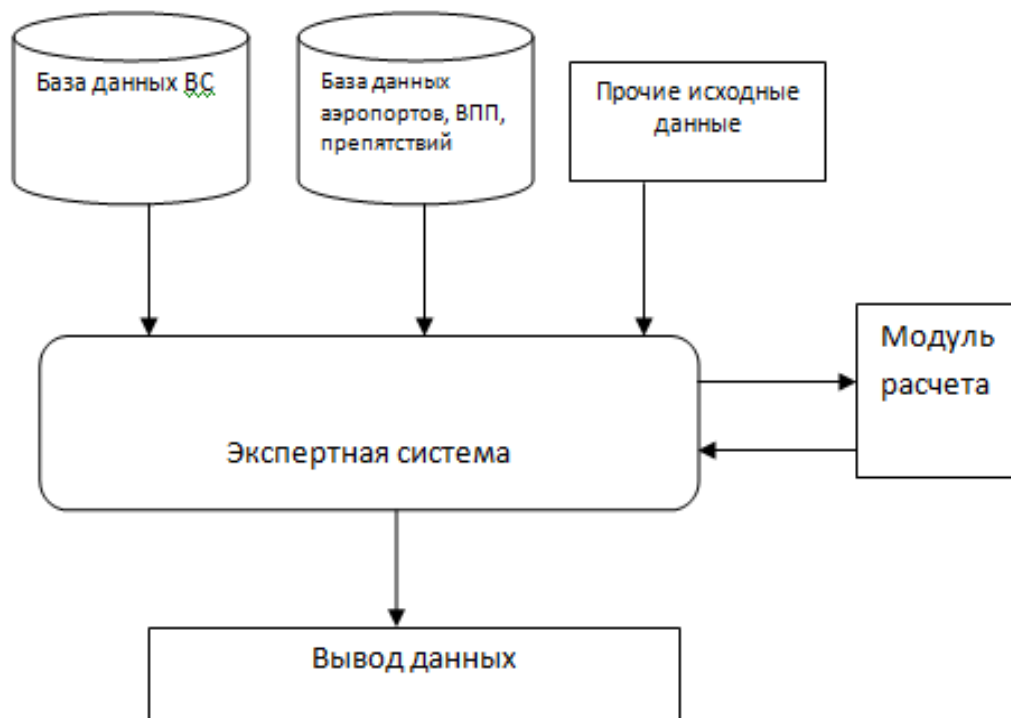 База данных ВС
База данных
аэропортов, ВПП,
препятствий
Прочие исходные
данные
Модуль
расчета
Экспертная система
Вывод данных